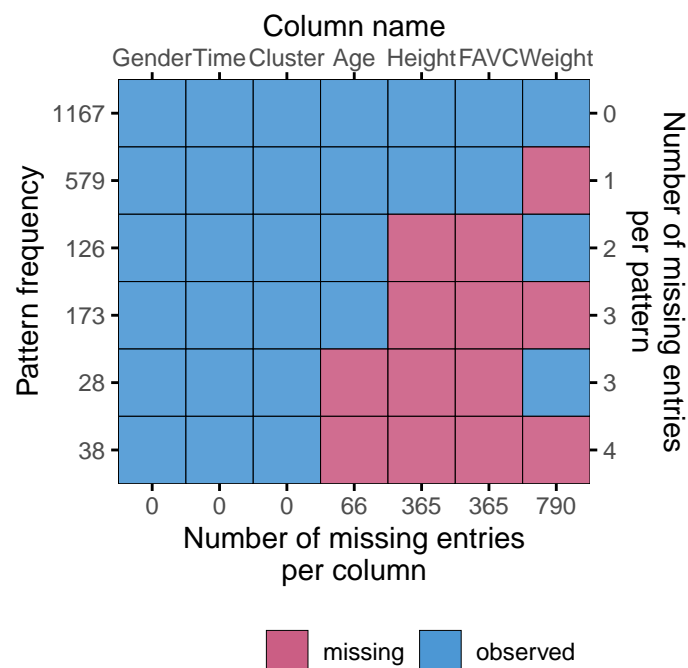 Column name
Gender Time Cluster Age Height FAVC Weight
1167 0
579 1
126 2
173 3
28 3
38 4
Pattern frequency
Number of missing entries
per pattern
0 0 0 66 365 365 790
Number of missing entries
per column
missing observed